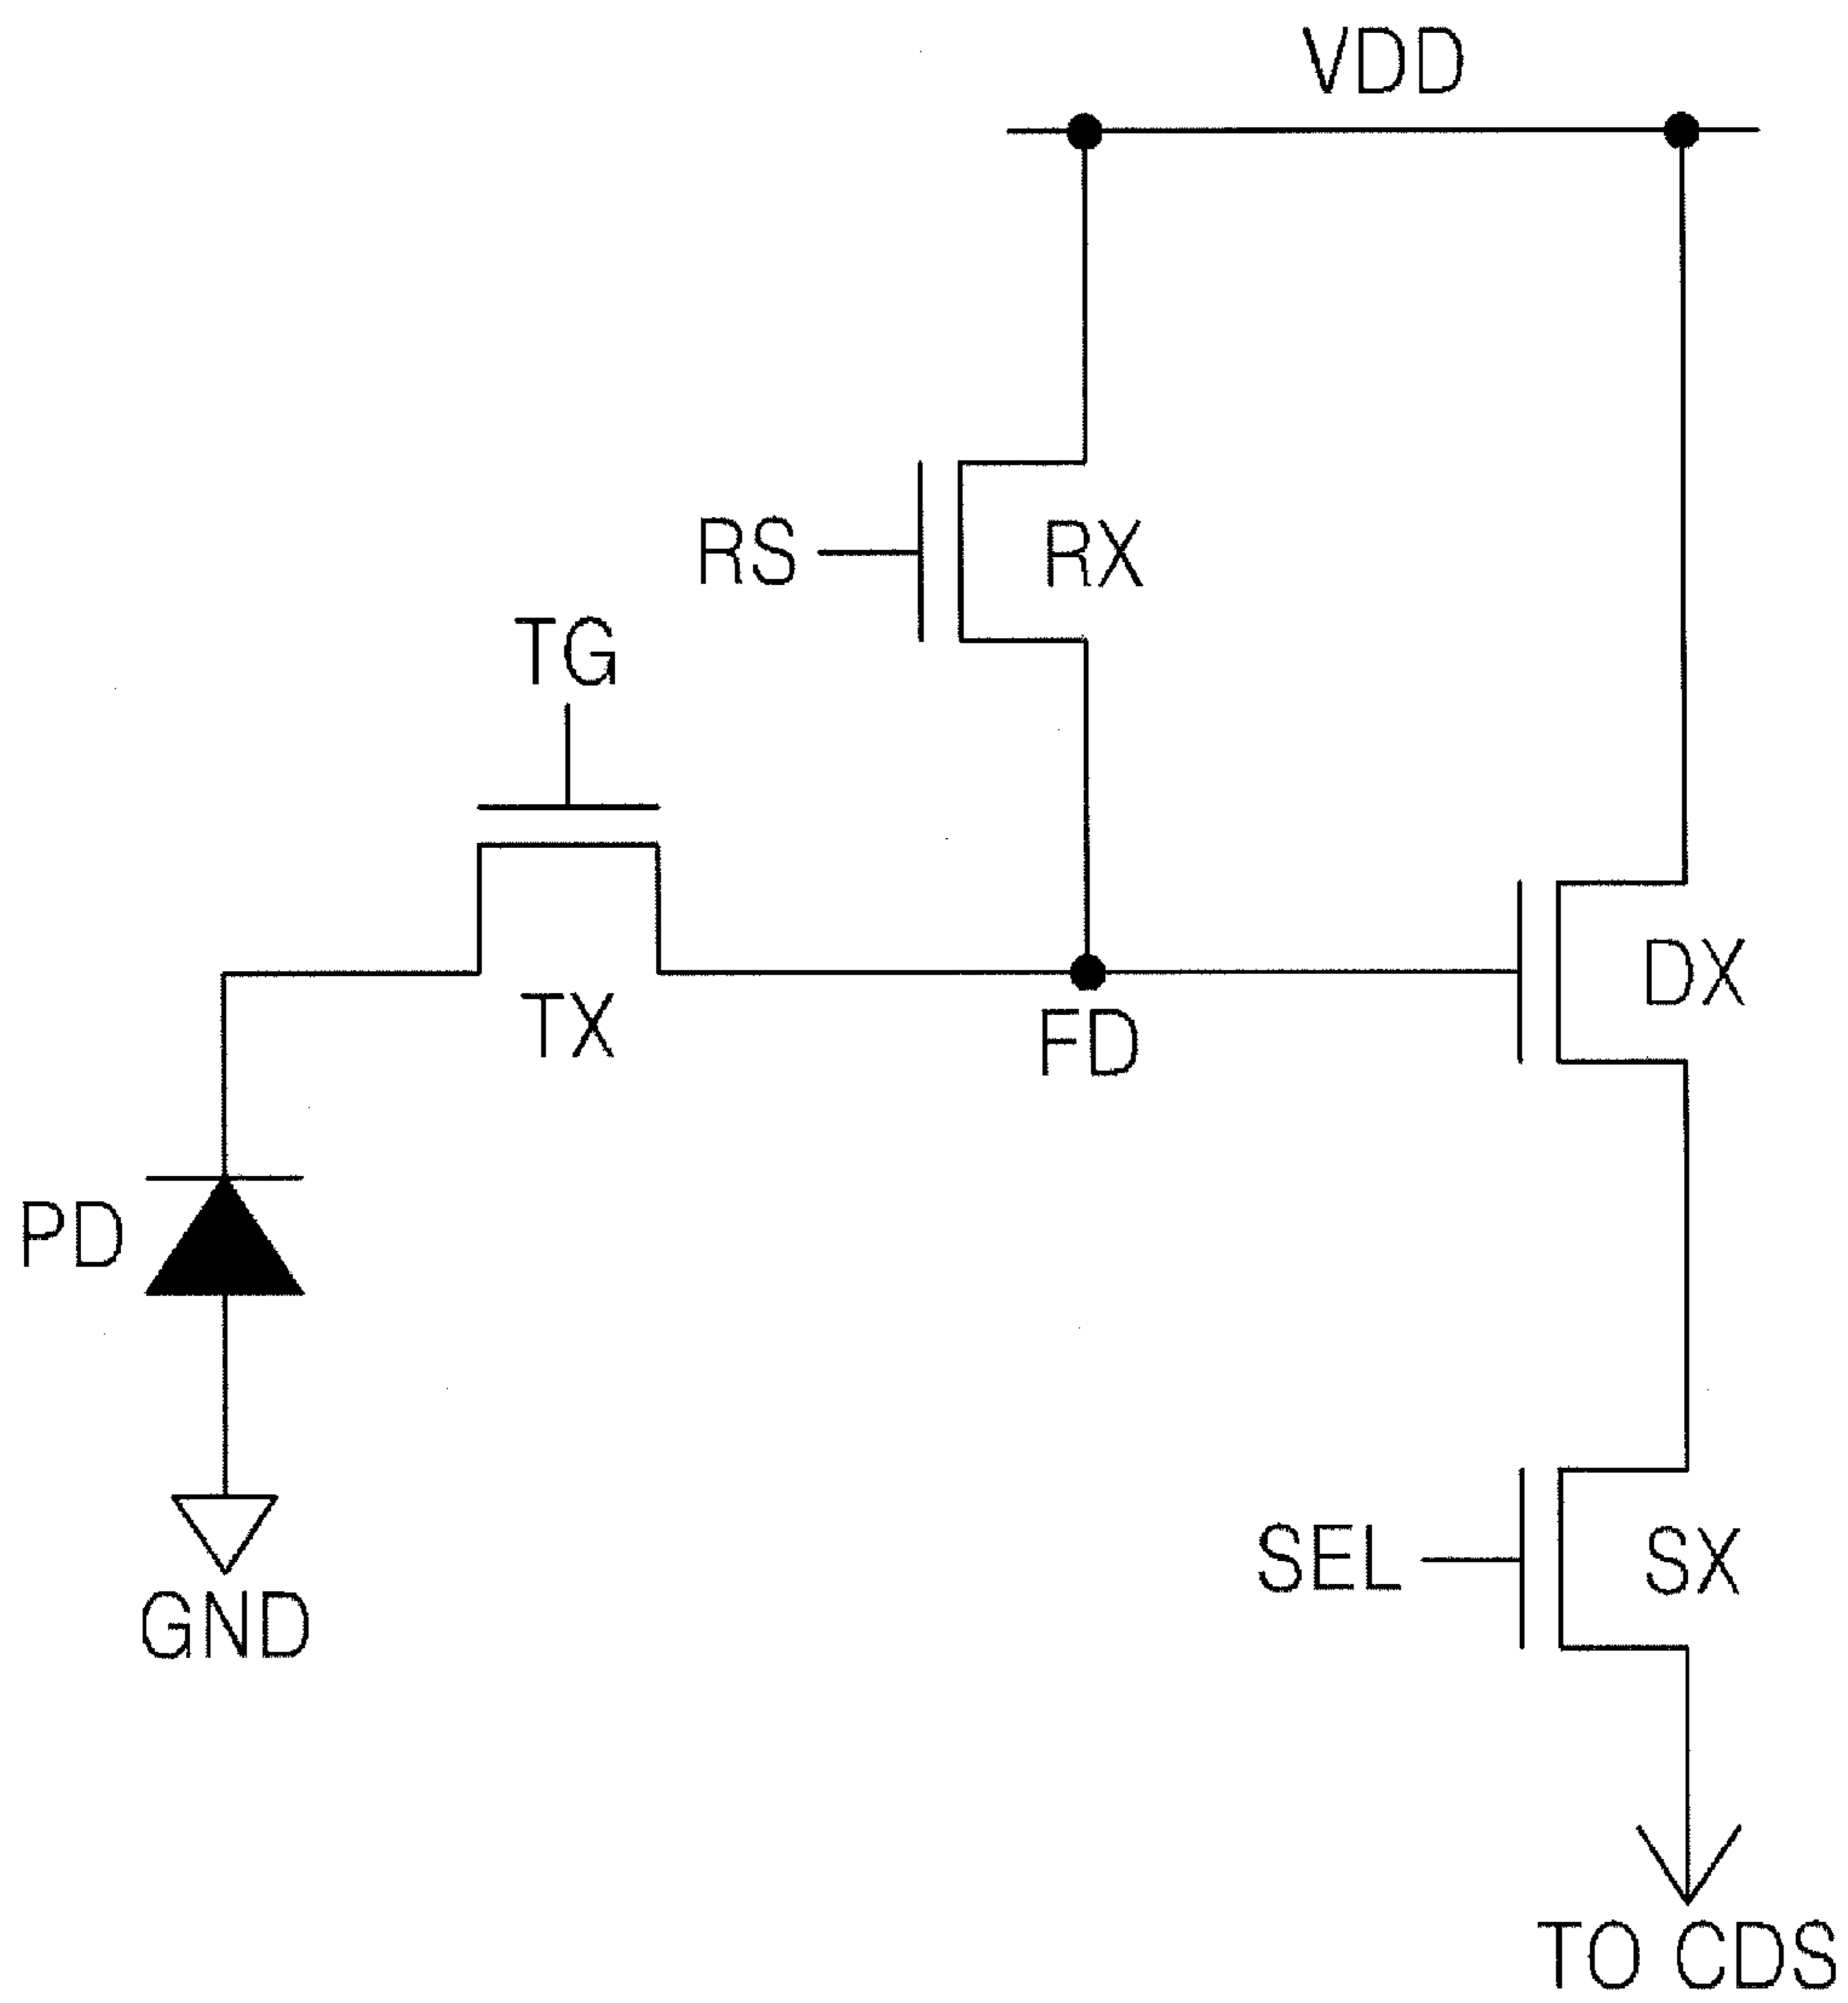 VDD
RS
RX
TG
TX
FD
DX
PD
GND
SEL
SX
TO CDS